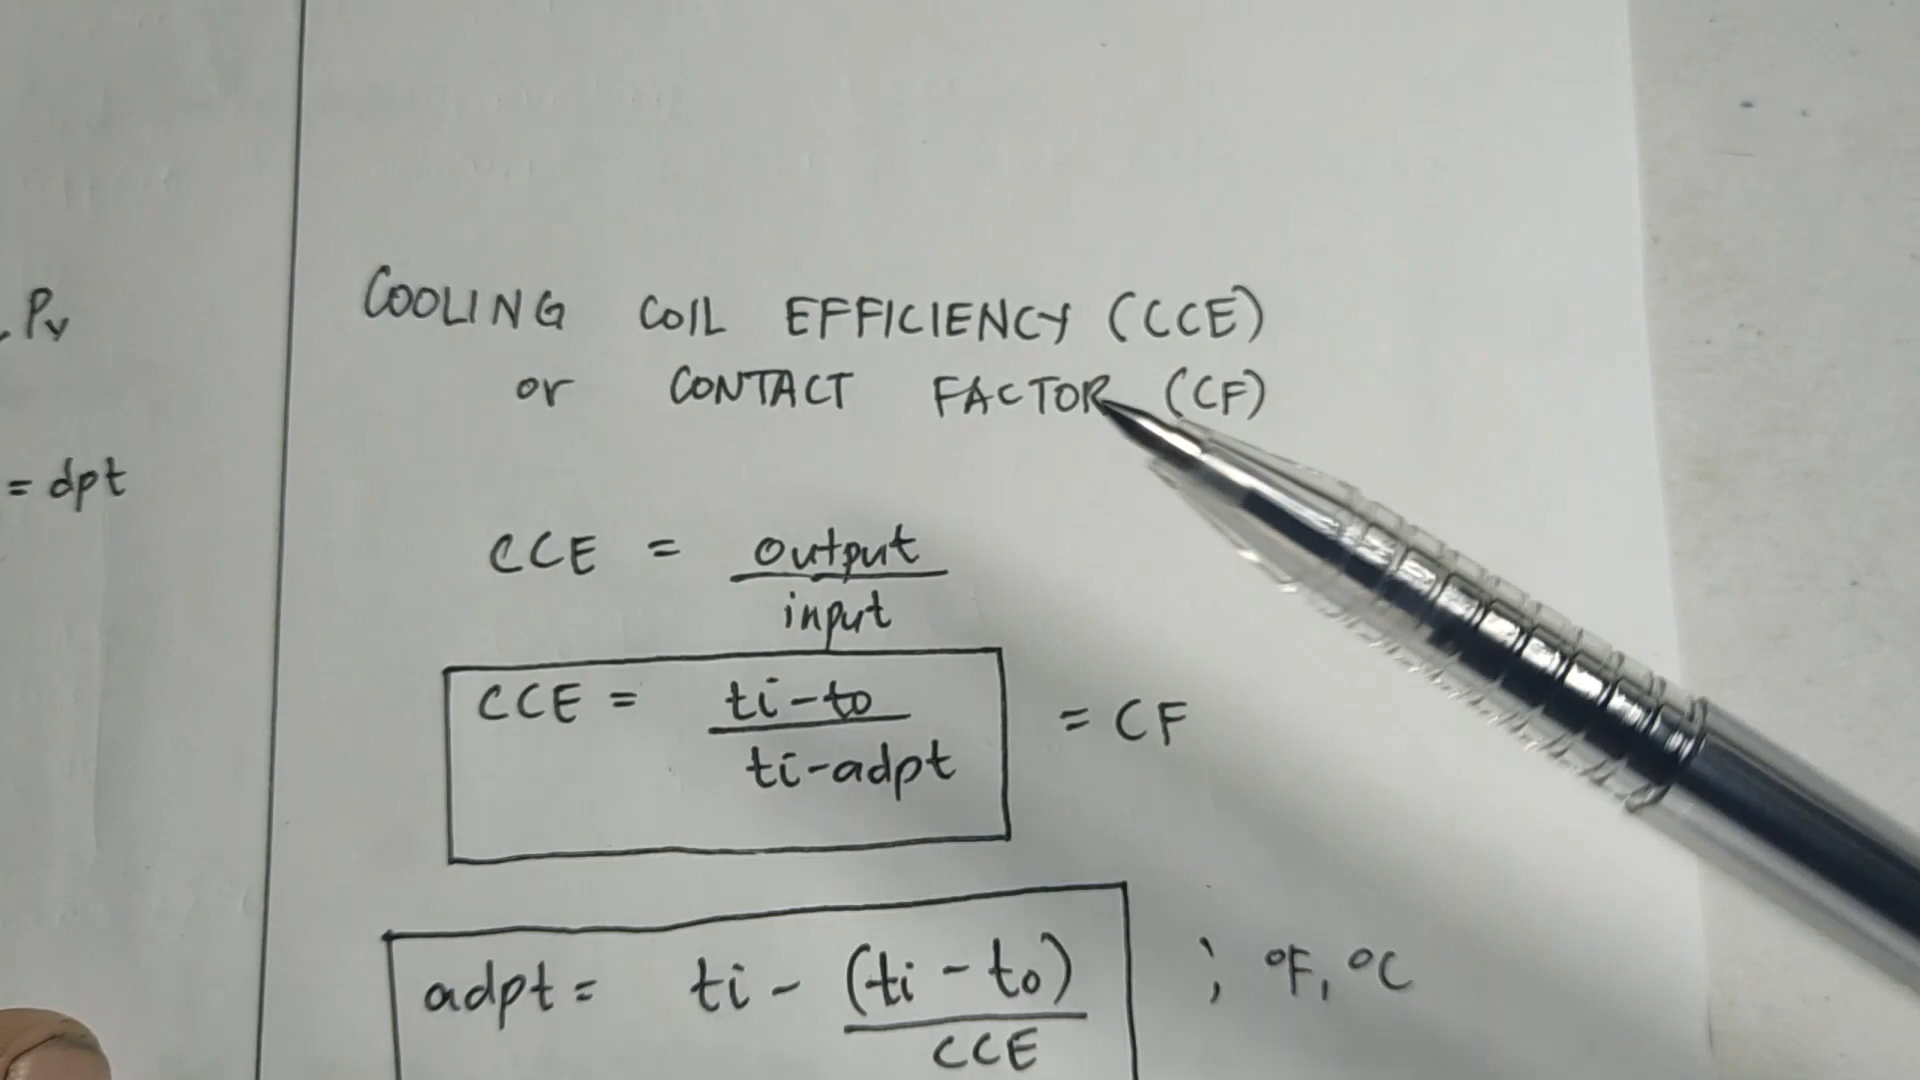 Pv
= dpt
COOLING COIL EFFICIENCY (CCE)
or CONTACT FACTOR (CF)
CCE = output
input
CCE = ti-to
ti-adpt
= CF
adpt = ti - (ti - to)
CCE
; °F, °C